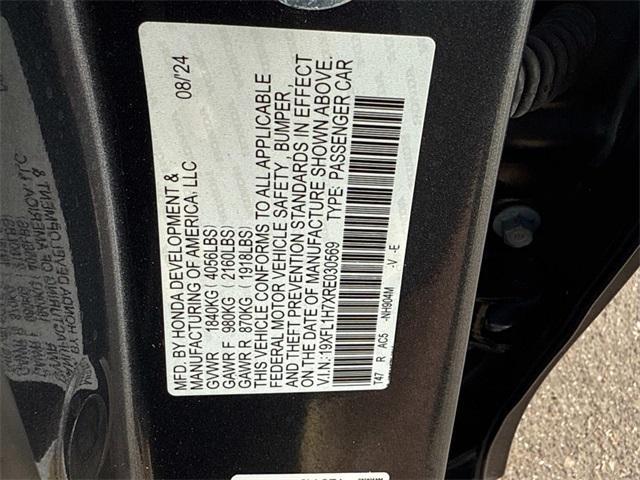 MFD. BY HONDA DEVELOPMENT & 08/'24
MANUFACTURING OF AMERICA, LLC
GVWR 1840KG (4056LBS)
GAWR F 980KG (2160LBS)
GAWR R 870KG (1918LBS)
THIS VEHICLE CONFORMS TO ALL APPLICABLE
FEDERAL MOTOR VEHICLE SAFETY, BUMPER,
AND THEFT PREVENTION STANDARDS IN EFFECT
ON THE DATE OF MANUFACTURE SHOWN ABOVE.
V.I.N.: 19XFL1H7XRE030569 TYPE: PASSENGER CAR
T47 R AC5 -NH904M -V -E